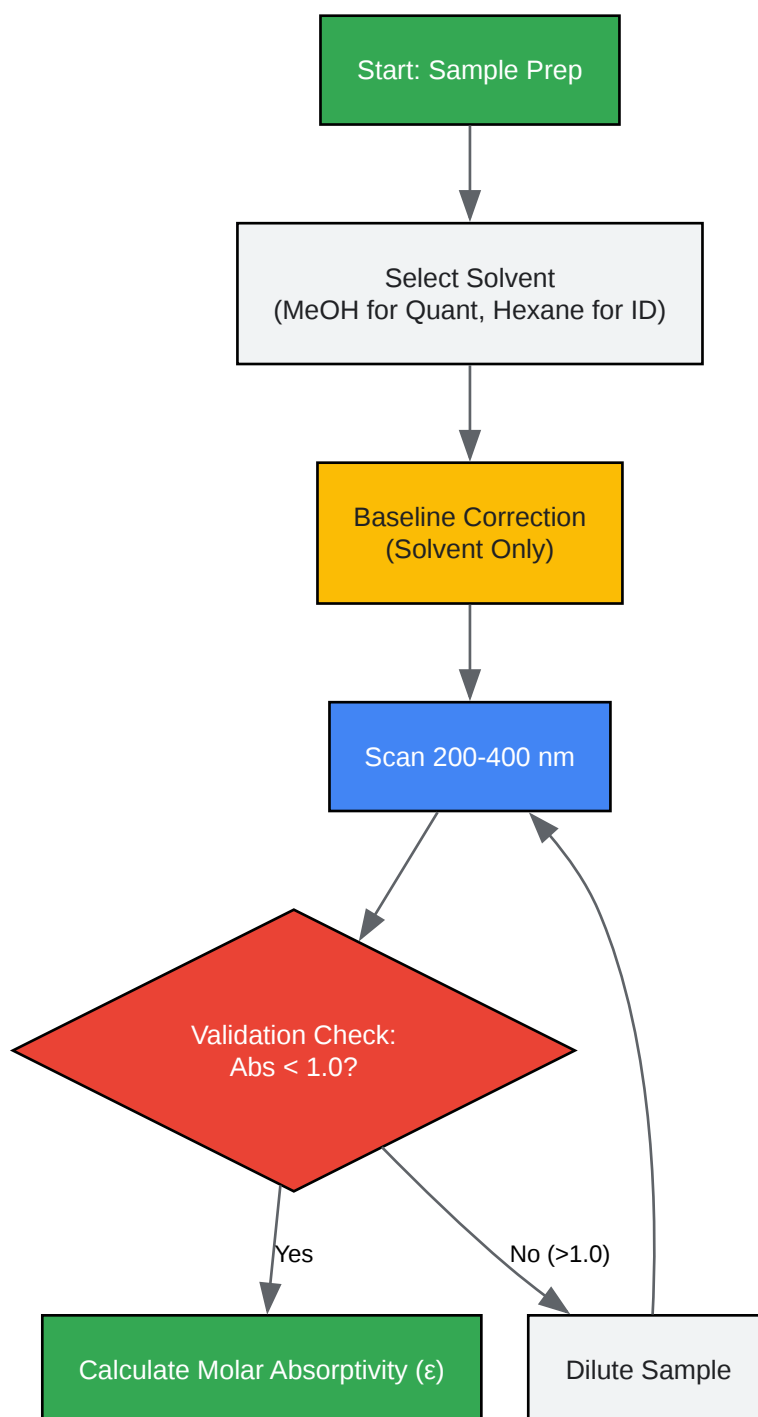 Start: Sample Prep
Select Solvent
(MeOH for Quant, Hexane for ID)
Baseline Correction
(Solvent Only)
Scan 200-400 nm
Validation Check:
Abs < 1.0?
Yes
No (>1.0)
Calculate Molar Absorptivity (ε)
Dilute Sample